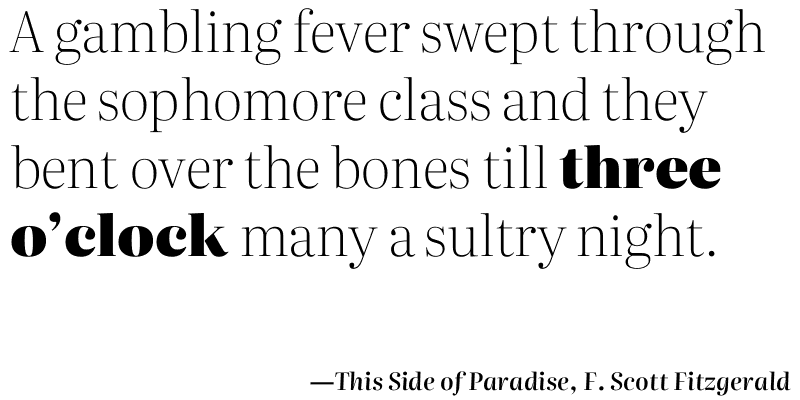 A gambling fever swept through
the sophomore class and they
bent over the bones till three
o’clock many a sultry night.
—This Side of Paradise, F. Scott Fitzgerald